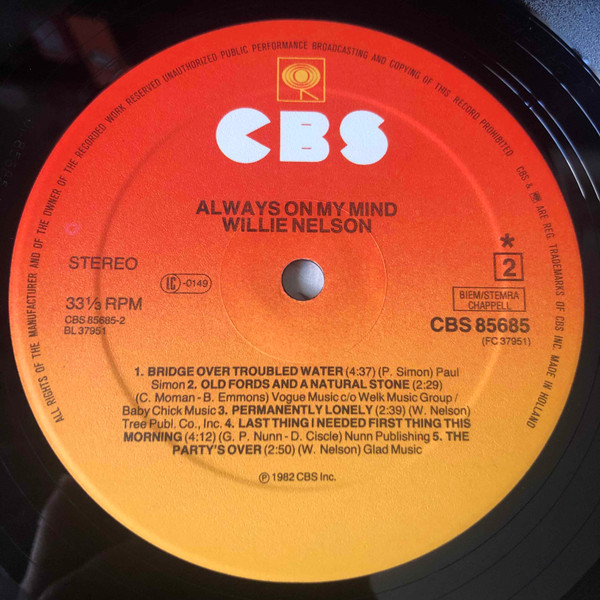 ALL RIGHTS OF THE MANUFACTURER AND OF THE OWNER OF THE RECORDED WORK RESERVED UNAUTHORIZED PUBLIC PERFORMANCE BROADCASTING AND COPYING OF THIS RECORD PROHIBITED
CBS & ARE REG. TRADEMARKS OF CBS INC. MADE IN HOLLAND
CBS
ALWAYS ON MY MIND
WILLIE NELSON
STEREO
LC -0149
* 2
33⅓ RPM
CBS 85685-2
BL 37951
BIEM/STEMRA
CHAPPELL
CBS 85685
(FC 37951)
1. BRIDGE OVER TROUBLED WATER (4:37) (P. Simon) Paul
Simon 2. OLD FORDS AND A NATURAL STONE (2:29)
(C. Moman - B. Emmons) Vogue Music c/o Welk Music Group /
Baby Chick Music 3. PERMANENTLY LONELY (2:39) (W. Nelson)
Tree Publ. Co., Inc. 4. LAST THING I NEEDED FIRST THING THIS
MORNING (4:12) (G. P. Nunn - D. Ciscle) Nunn Publishing 5. THE
PARTY'S OVER (2:50) (W. Nelson) Glad Music
℗ 1982 CBS Inc.